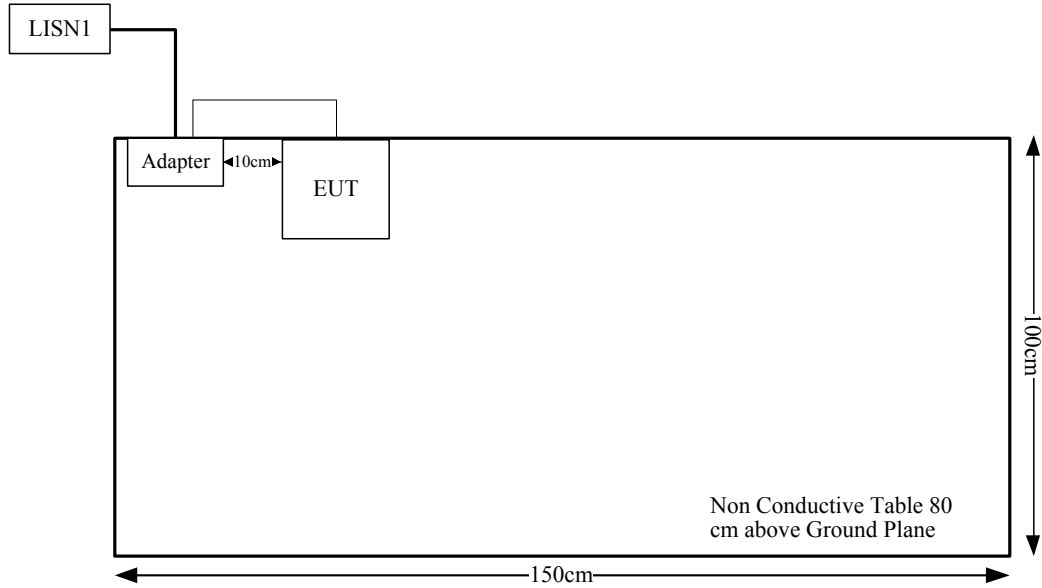 LISN1
Adapter
10cm
EUT
100cm
Non Conductive Table 80
cm above Ground Plane
150cm